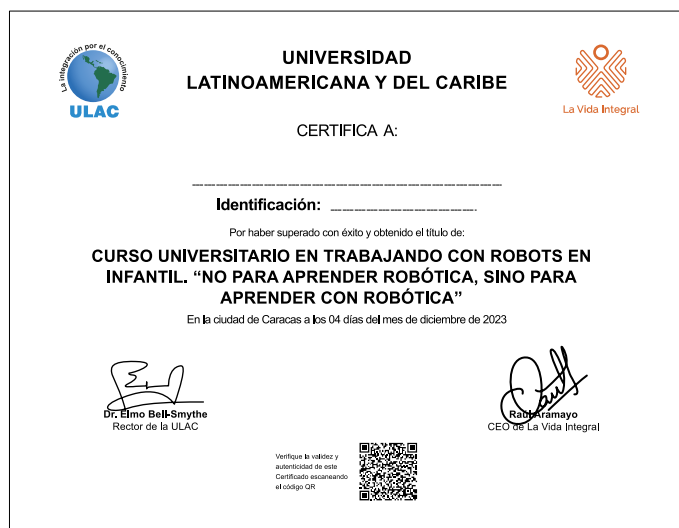 La integración por el conocimiento
ULAC
UNIVERSIDAD
LATINOAMERICANA Y DEL CARIBE
La Vida Integral
CERTIFICA A:
Identificación:
Por haber superado con éxito y obtenido el título de:
CURSO UNIVERSITARIO EN TRABAJANDO CON ROBOTS EN
INFANTIL. “NO PARA APRENDER ROBÓTICA, SINO PARA
APRENDER CON ROBÓTICA”
En la ciudad de Caracas a los 04 días del mes de diciembre de 2023
Dr. Elmo Bell-Smythe
Rector de la ULAC
Raúl Aramayo
CEO de La Vida Integral
Verifique la validez y
autenticidad de este
Certificado escaneando
el código QR